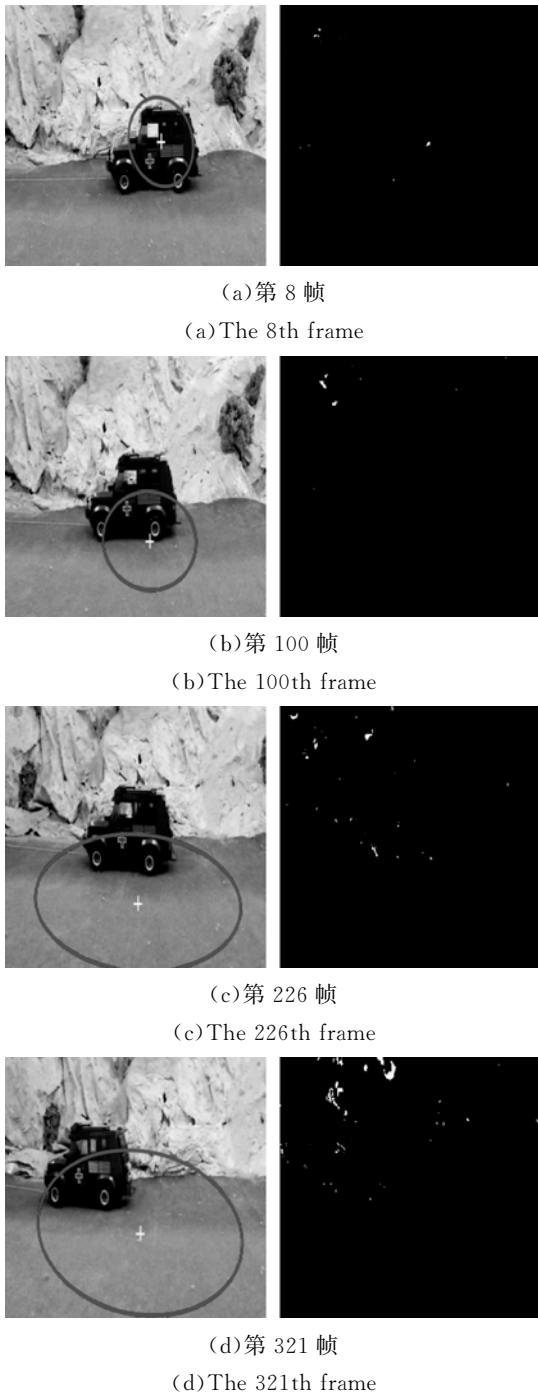 (a)第 8 帧
(a)The 8th frame
(b)第 100 帧
(b)The 100th frame
(c)第 226 帧
(c)The 226th frame
(d)第 321 帧
(d)The 321th frame